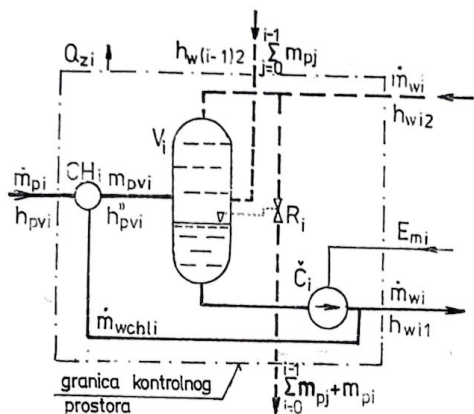 Q_zi
h_w(i-1)2
i-1
∑ m_pj
j=0
ṁ_wi
h_wi2
V_i
ṁ_pi
CH_i
m_pvi
h_pvi
h"_pvi
R_i
E_mi
Č_i
ṁ_wi
h_wi1
ṁ_wchli
granica kontrolnog
prostora
i-1
∑ m_pj + m_pi
i=0